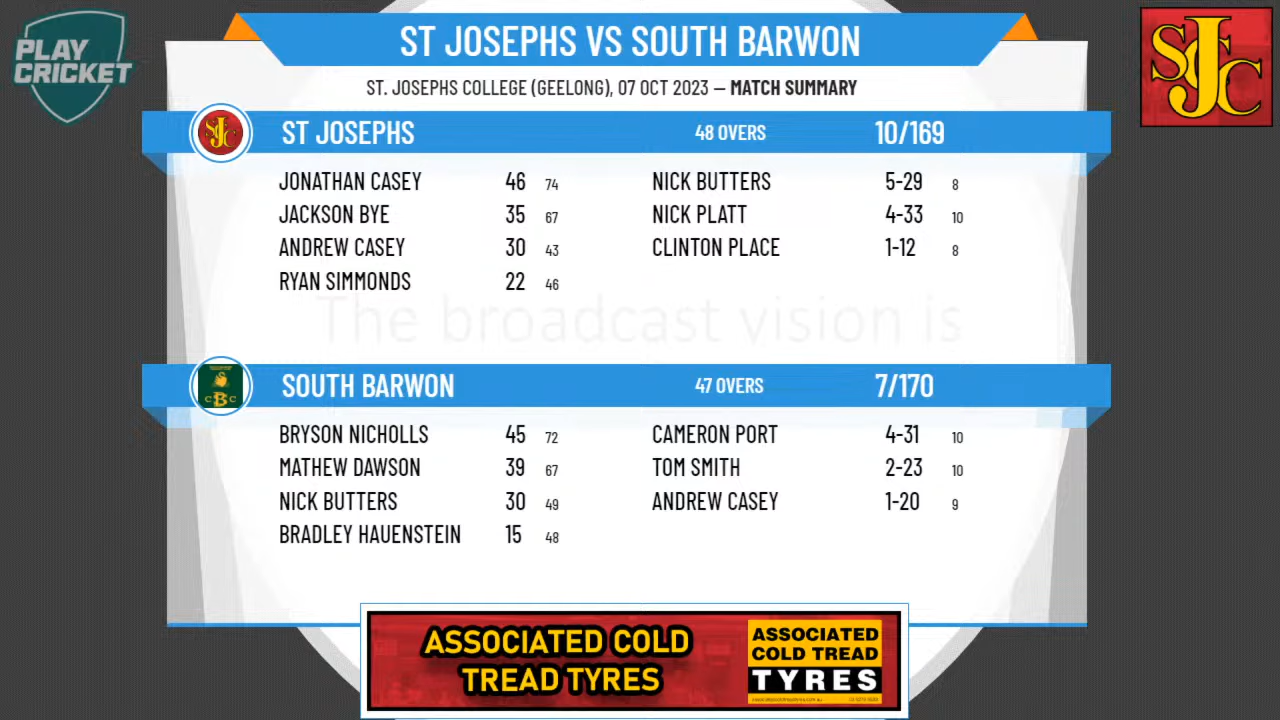 PLAY
CRICKET
ST JOSEPHS VS SOUTH BARWON
SJCC
ST. JOSEPHS COLLEGE (GEELONG), 07 OCT 2023 – MATCH SUMMARY
SJCC ST JOSEPHS 48 OVERS 10/169
JONATHAN CASEY 46 74 NICK BUTTERS 5-29 8
JACKSON BYE 35 67 NICK PLATT 4-33 10
ANDREW CASEY 30 43 CLINTON PLACE 1-12 8
RYAN SIMMONDS 22 46
The broadcast vision is
SOUTH BARWON 47 OVERS 7/170
BRYSON NICHOLLS 45 72 CAMERON PORT 4-31 10
MATHEW DAWSON 39 67 TOM SMITH 2-23 10
NICK BUTTERS 30 49 ANDREW CASEY 1-20 9
BRADLEY HAUENSTEIN 15 48
ASSOCIATED COLD
TREAD TYRES
ASSOCIATED
COLD TREAD
TYRES